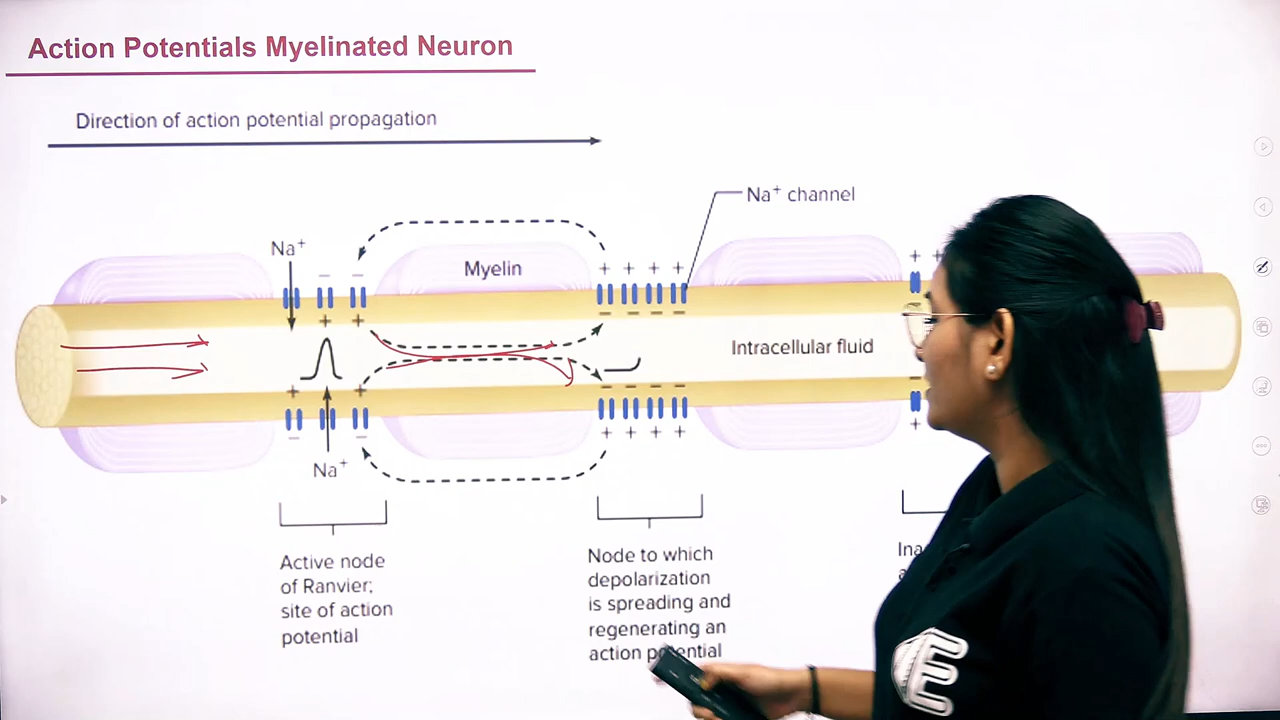 Action Potentials Myelinated Neuron
Direction of action potential propagation
Na⁺ channel
Na⁺
Myelin
Intracellular fluid
Na⁺
Active node
of Ranvier;
site of action
potential
Node to which
depolarization
is spreading and
regenerating an
action potential
E